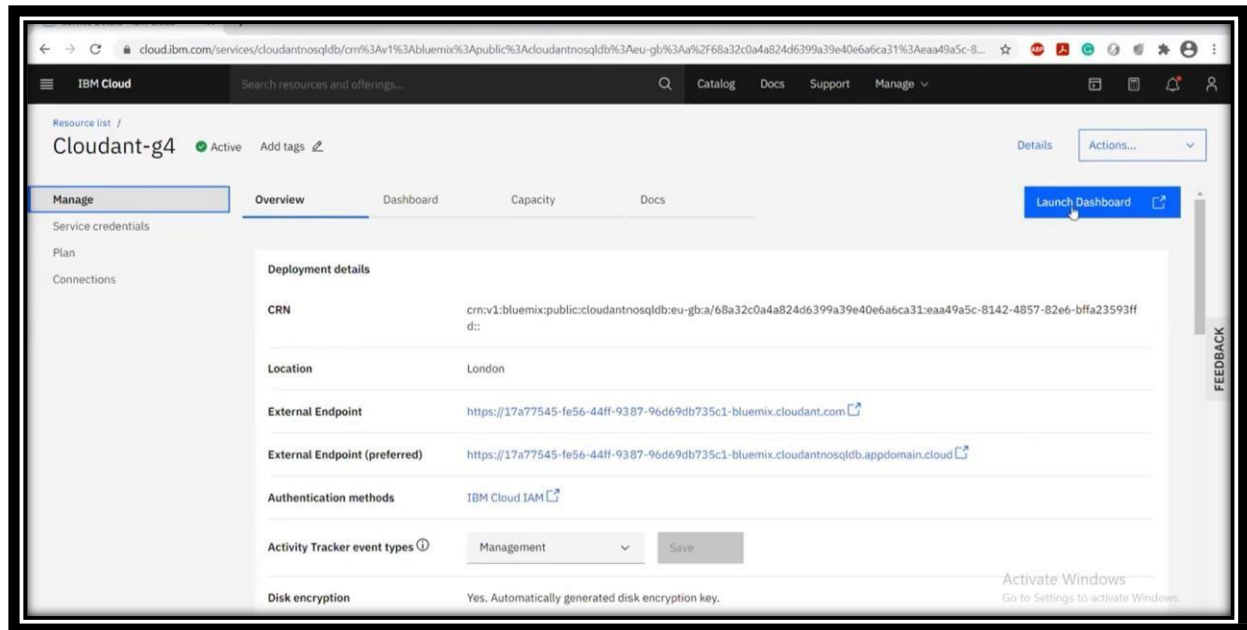 cloud.ibm.com/services/cloudantnosqldb/crn%3Av1%3Abluemix%3Apublic%3Acloudantnosqldb%3Aeu-gb%3Aa%2F68a32c0a4a824d6399a39e40e6a6ca31%3Aeaa49a5c-8...
ABP
IBM Cloud
Search resources and offerings...
Catalog
Docs
Support
Manage
Resource list /
Cloudant-g4
Active
Add tags
Details
Actions...
Manage
Service credentials
Plan
Connections
Overview
Dashboard
Capacity
Docs
Launch Dashboard
Deployment details
CRN
crn:v1:bluemix:public:cloudantnosqldb:eu-gb:a/68a32c0a4a824d6399a39e40e6a6ca31:eaa49a5c-8142-4857-82e6-bffa23593ff
d::
Location
London
External Endpoint
https://17a77545-fe56-44ff-9387-96d69db735c1-bluemix.cloudant.com
External Endpoint (preferred)
https://17a77545-fe56-44ff-9387-96d69db735c1-bluemix.cloudantnosqldb.appdomain.cloud
Authentication methods
IBM Cloud IAM
Activity Tracker event types
Management
Save
Disk encryption
Yes. Automatically generated disk encryption key.
FEEDBACK
Activate Windows
Go to Settings to activate Windows.